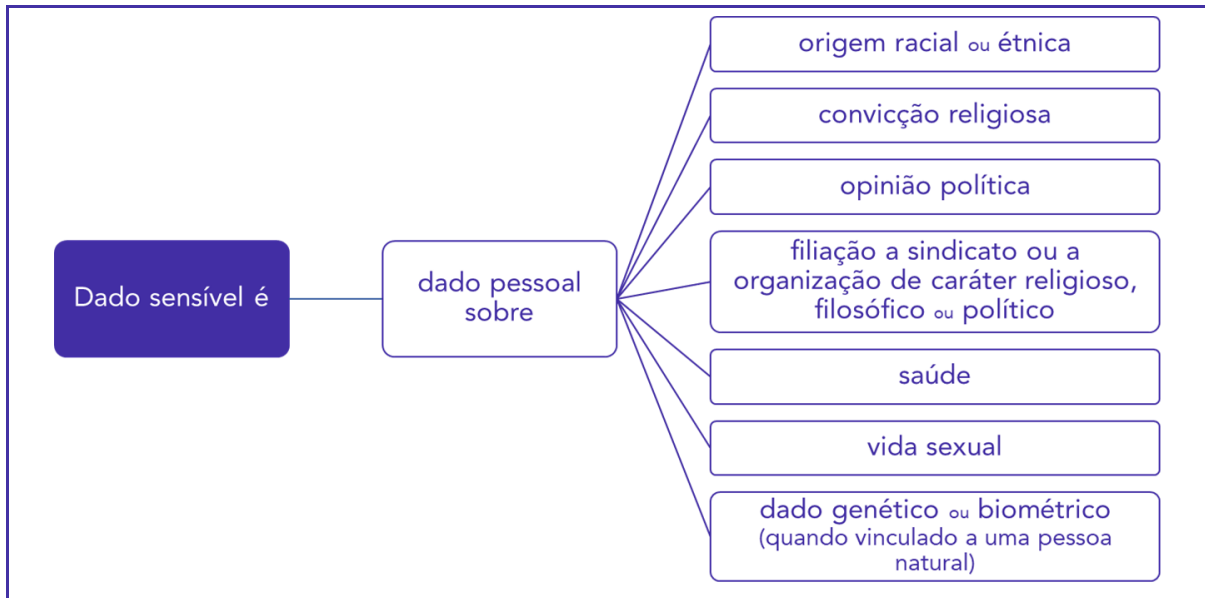 Dado sensível é
dado pessoal
sobre
origem racial ou étnica
convicção religiosa
opinião política
filiação a sindicato ou a
organização de caráter religioso,
filosófico ou político
saúde
vida sexual
dado genético ou biométrico
(quando vinculado a uma pessoa
natural)